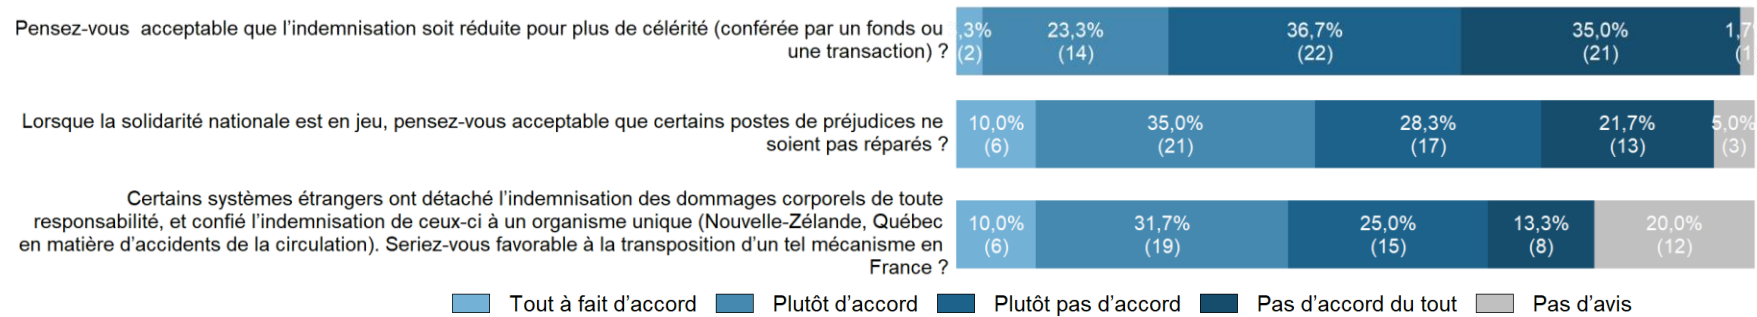 Pensez-vous  acceptable que l’indemnisation soit réduite pour plus de célérité (conférée par un fonds ou
une transaction) ?
,3% 23,3% 36,7% 35,0% 1,7
(2) (14) (22) (21) (1
Lorsque la solidarité nationale est en jeu, pensez-vous acceptable que certains postes de préjudices ne
soient pas réparés ?
10,0% 35,0% 28,3% 21,7% 5,0%
(6) (21) (17) (13) (3)
Certains systèmes étrangers ont détaché l’indemnisation des dommages corporels de toute
responsabilité, et confié l’indemnisation de ceux-ci à un organisme unique (Nouvelle-Zélande, Québec
en matière d’accidents de la circulation). Seriez-vous favorable à la transposition d’un tel mécanisme en
France ?
10,0% 31,7% 25,0% 13,3% 20,0%
(6) (19) (15) (8) (12)
Tout à fait d’accord Plutôt d’accord Plutôt pas d’accord Pas d’accord du tout Pas d’avis